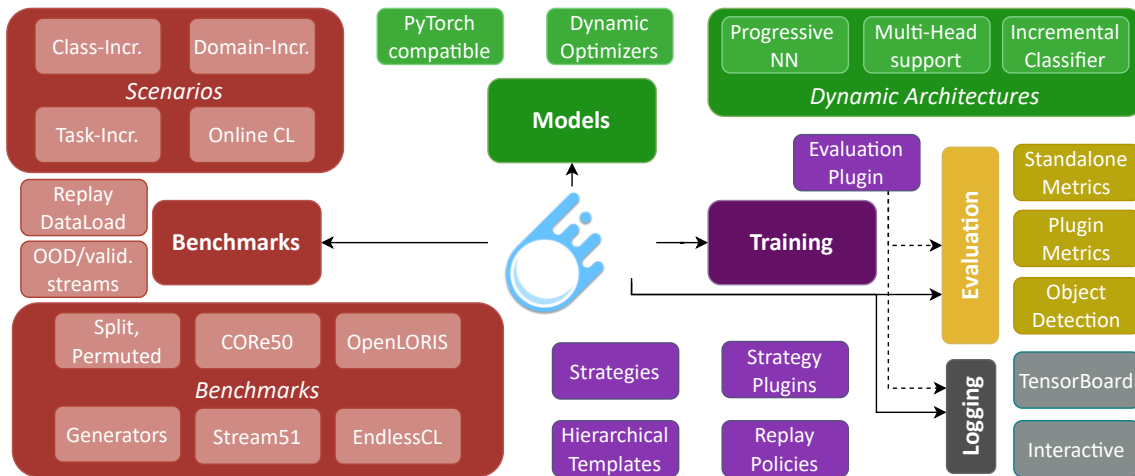 Class-Incr.
Domain-Incr.
Scenarios
Task-Incr.
Online CL
PyTorch
compatible
Dynamic
Optimizers
Models
Progressive
NN
Multi-Head
support
Incremental
Classifier
Dynamic Architectures
Replay
DataLoad
OOD/valid.
streams
Benchmarks
Training
Evaluation
Plugin
Evaluation
Standalone
Metrics
Plugin
Metrics
Object
Detection
Split,
Permuted
CORe50
OpenLORIS
Benchmarks
Generators
Stream51
EndlessCL
Strategies
Strategy
Plugins
Hierarchical
Templates
Replay
Policies
Logging
TensorBoard
Interactive